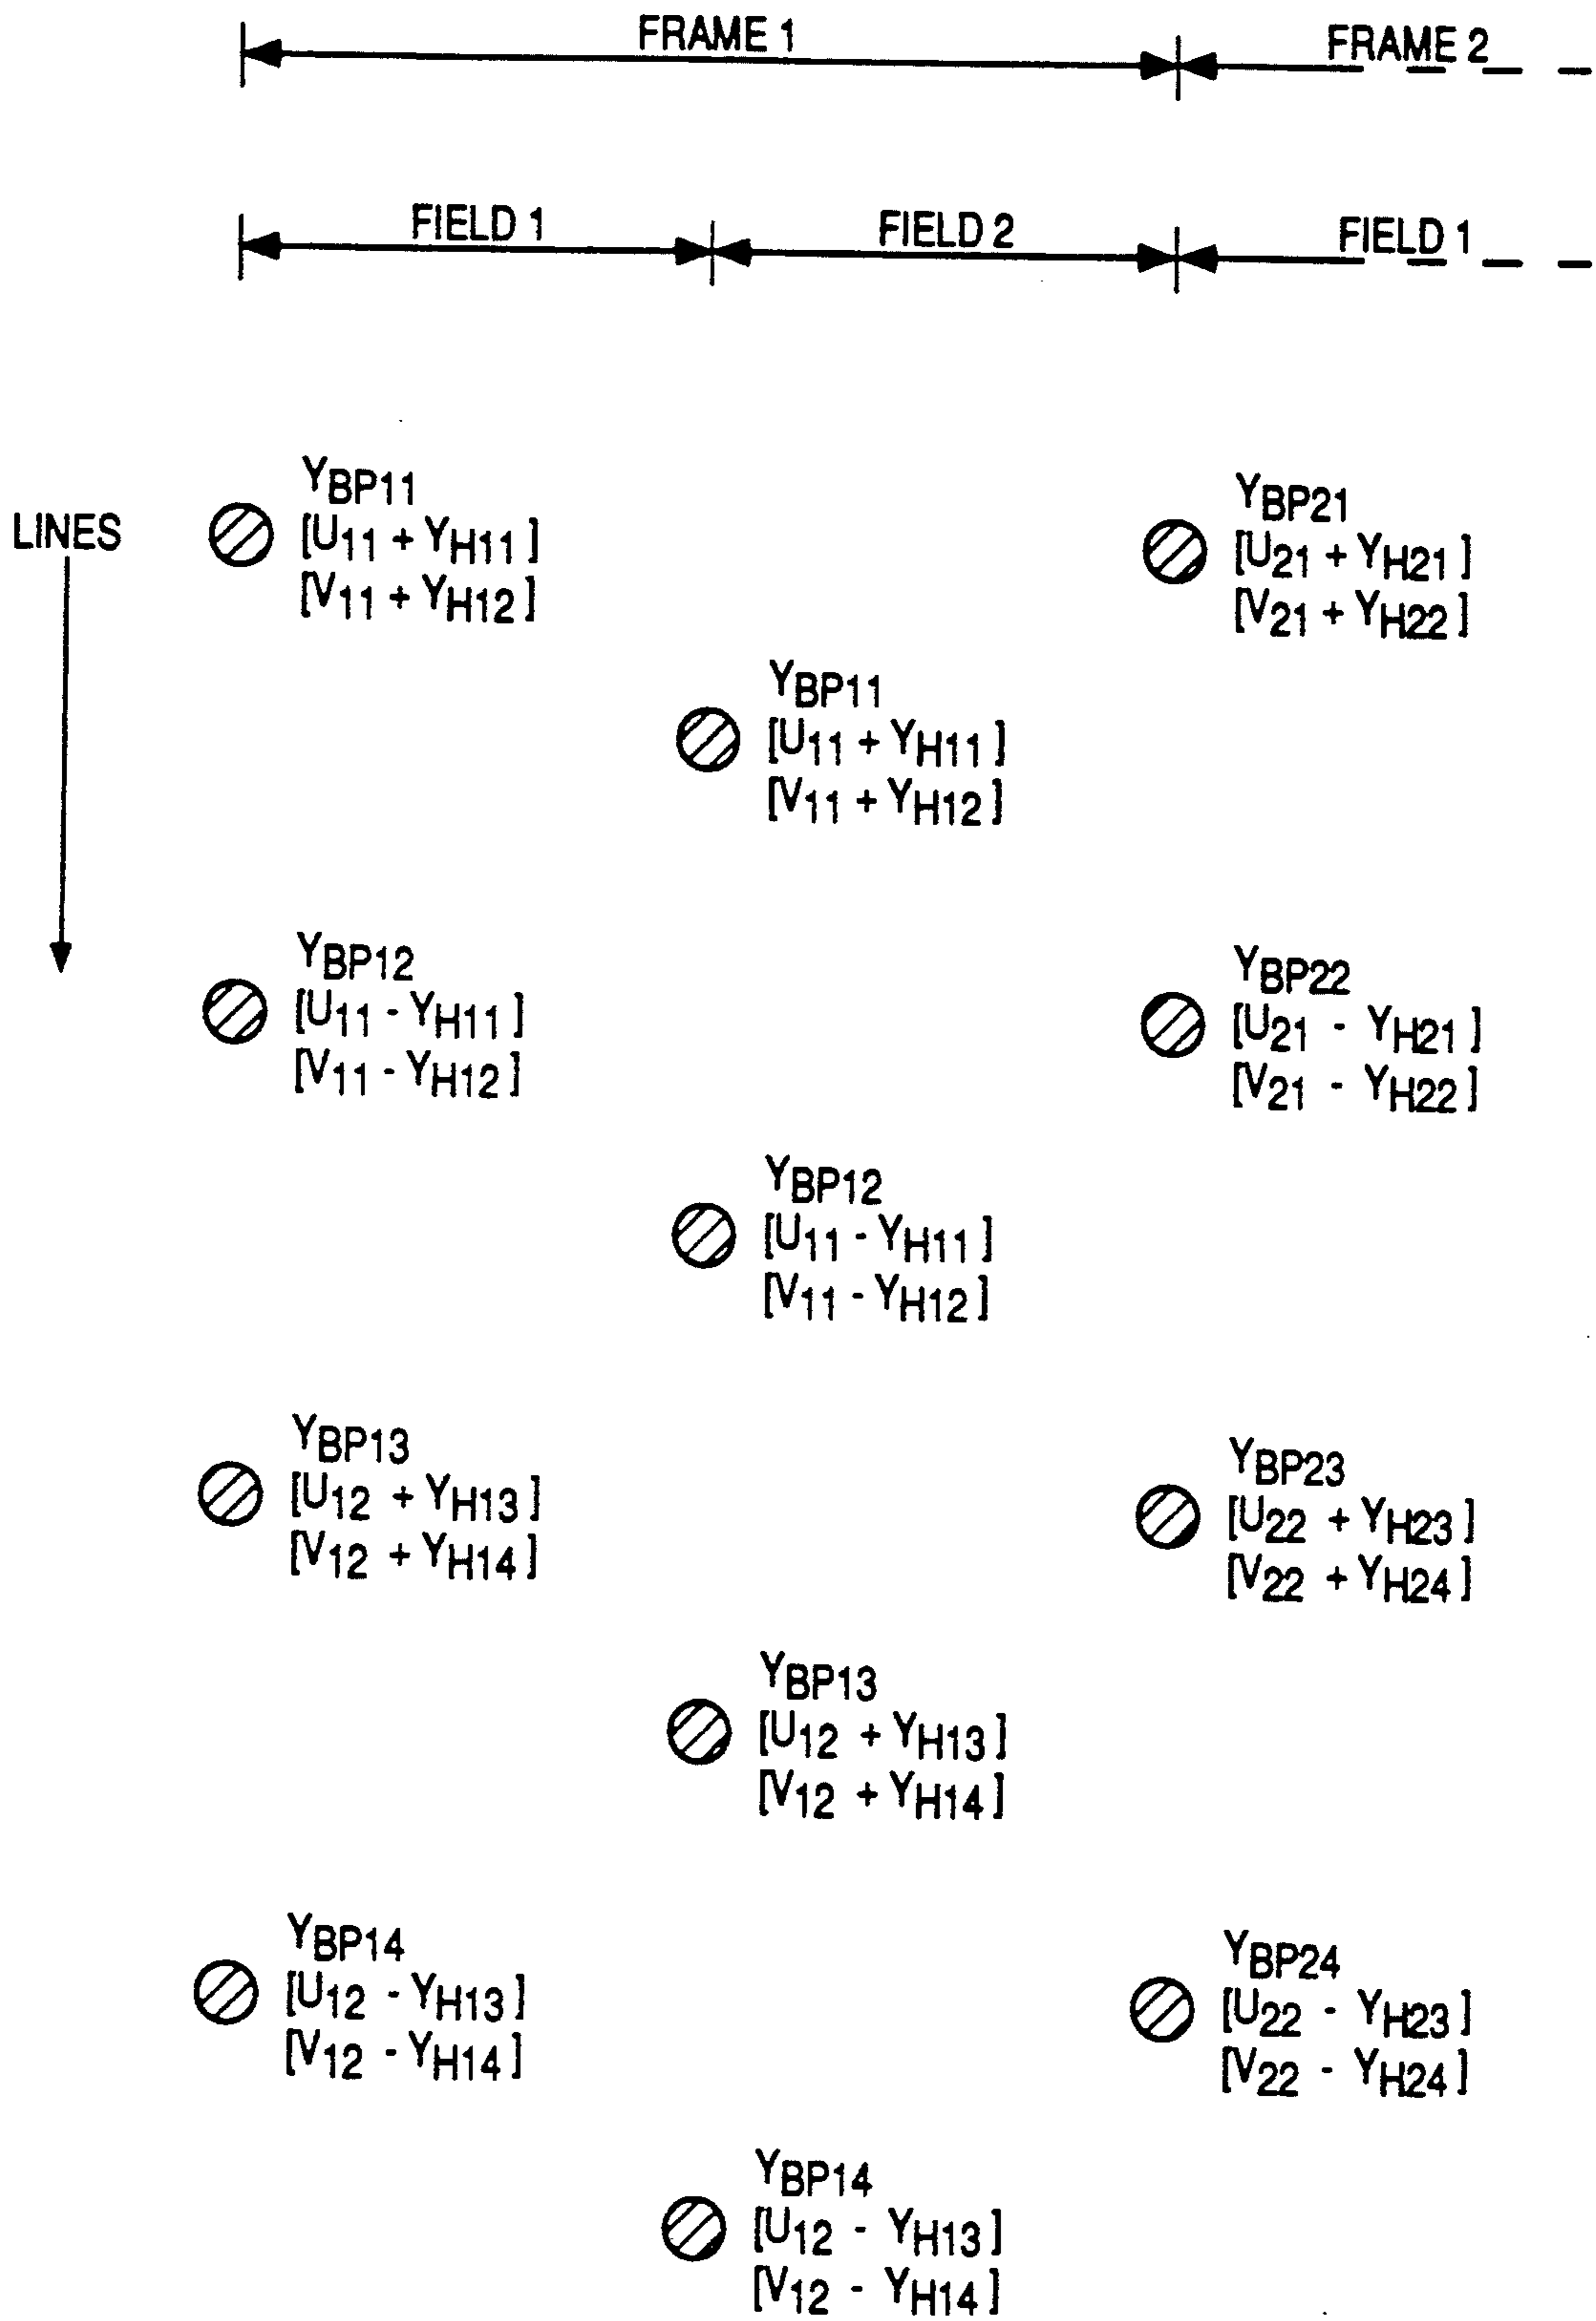 FRAME 1
FRAME 2
FIELD 1
FIELD 2
FIELD 1
LINES
YBP11
[U11 + YH11]
[V11 + YH12]
YBP21
[U21 + YH21]
[V21 + YH22]
YBP11
[U11 + YH11]
[V11 + YH12]
YBP12
[U11 - YH11]
[V11 - YH12]
YBP22
[U21 - YH21]
[V21 - YH22]
YBP12
[U11 - YH11]
[V11 - YH12]
YBP13
[U12 + YH13]
[V12 + YH14]
YBP23
[U22 + YH23]
[V22 + YH24]
YBP13
[U12 + YH13]
[V12 + YH14]
YBP14
[U12 - YH13]
[V12 - YH14]
YBP24
[U22 - YH23]
[V22 - YH24]
YBP14
[U12 - YH13]
[V12 - YH14]